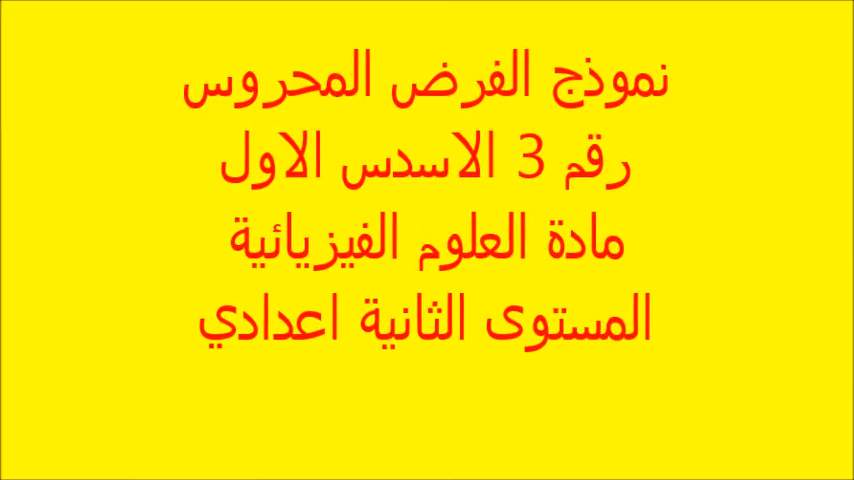 نموذج الفرض المحروس
رقم 3 الاسدس الاول
مادة العلوم الفيزيائية
المستوى الثانية اعدادي